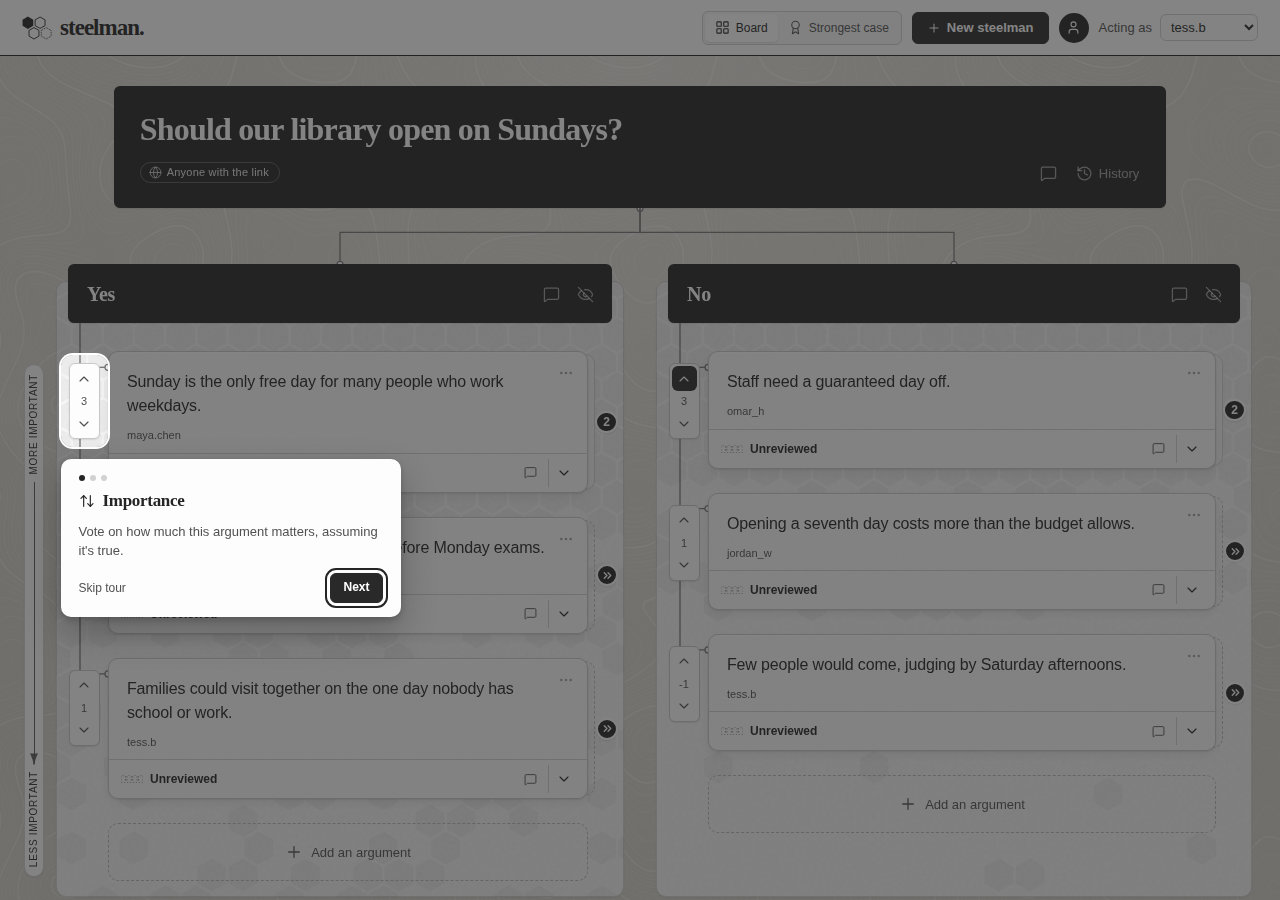 steelman.
Board
Strongest case
New steelman
Acting as
tess.b
Should our library open on Sundays?
Anyone with the link
History
Yes
No
MORE IMPORTANT
LESS IMPORTANT
3
Sunday is the only free day for many people who work
weekdays.
maya.chen
2
Importance
Vote on how much this argument matters, assuming
it's true.
Skip tour
Next
fore Monday exams.
1
Families could visit together on the one day nobody has
school or work.
tess.b
Unreviewed
Add an argument
3
Staff need a guaranteed day off.
omar_h
2
Unreviewed
1
Opening a seventh day costs more than the budget allows.
jordan_w
Unreviewed
-1
Few people would come, judging by Saturday afternoons.
tess.b
Unreviewed
Add an argument